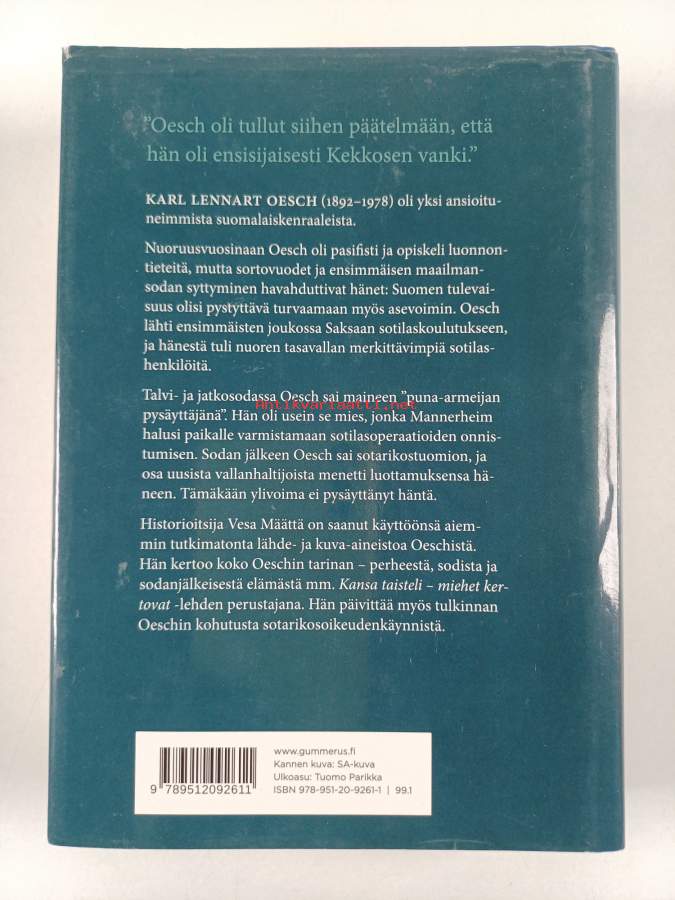 ”Oesch oli tullut siihen päätelmään, että
hän oli ensisijaisesti Kekkosen vanki.”
KARL LENNART OESCH (1892–1978) oli yksi ansioitu-
neimmista suomalaiskenraaleista.
Nuoruusvuosinaan Oesch oli pasifisti ja opiskeli luonnon-
tieteitä, mutta sortovuodet ja ensimmäisen maailman-
sodan syttyminen havahduttivat hänet: Suomen tulevai-
suus olisi pystyttävä turvaamaan myös asevoimin. Oesch
lähti ensimmäisten joukossa Saksaan sotilaskoulutukseen,
ja hänestä tuli nuoren tasavallan merkittävimpiä sotilas-
henkilöitä.
Talvi- ja jatkosodassa Oesch sai maineen ”puna-armeijan
Antikvariaatti.net
pysäyttäjänä”. Hän oli usein se mies, jonka Mannerheim
halusi paikalle varmistamaan sotilasoperaatioiden onnis-
tumisen. Sodan jälkeen Oesch sai sotarikostuomion, ja
osa uusista vallanhaltijoista menetti luottamuksensa hä-
neen. Tämäkään ylivoima ei pysäyttänyt häntä.
Historioitsija Vesa Määttä on saanut käyttöönsä aiem-
min tutkimatonta lähde- ja kuva-aineistoa Oeschistä.
Hän kertoo koko Oeschin tarinan – perheestä, sodista ja
sodanjälkeisestä elämästä mm. Kansa taisteli – miehet ker-
tovat -lehden perustajana. Hän päivittää myös tulkinnan
Oeschin kohutusta sotarikosoikeudenkäynnistä.
www.gummerus.fi
Kannen kuva: SA-kuva
Ulkoasu: Tuomo Parikka
ISBN 978-951-20-9261-1 | 99.1
9 789512 092611